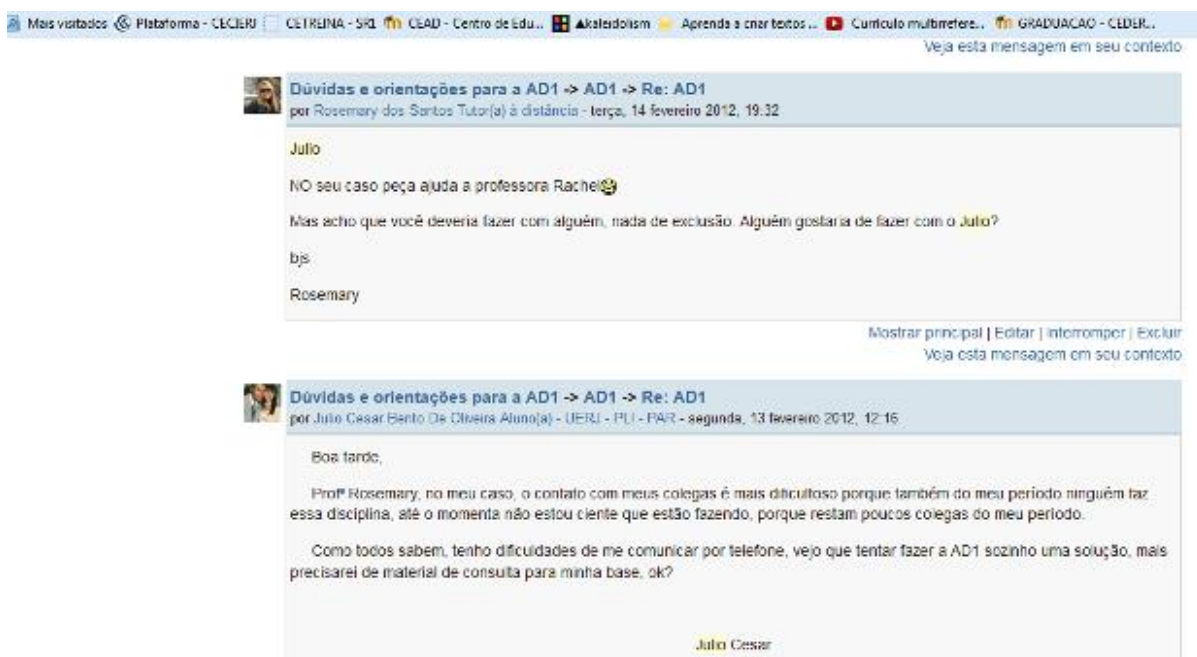 Mais visitados Plataforma - CECIERJ CETREINA - SR1 CEAD - Centro de Edu... Akaleidolism Aprenda a criar textos ... Currículo multirrefere... GRADUACAO - CEDER...
Veja esta mensagem em seu contexto
Dúvidas e orientações para a AD1 -> AD1 -> Re: AD1
por Rosemary dos Santos Tutor(a) à distância - terça, 14 fevereiro 2012, 19:32
Julio
NO seu caso peça ajuda a professora Rachel
Mas acho que você deveria fazer com alguém, nada de exclusão. Alguém gostaria de fazer com o Julio?
bjs
Rosemary
Mostrar principal | Editar | Interromper | Excluir
Veja esta mensagem em seu contexto
Dúvidas e orientações para a AD1 -> AD1 -> Re: AD1
por Julio Cesar Bento De Oliveira Aluno(a) - UERJ - PLI - PAR - segunda, 13 fevereiro 2012, 12:16
Boa tarde,
Profª Rosemary, no meu caso, o contato com meus colegas é mais dificultoso porque também do meu período ninguém faz
essa disciplina, até o momenta não estou ciente que estão fazendo, porque restam poucos colegas do meu período.
Como todos sabem, tenho dificuldades de me comunicar por telefone, vejo que tentar fazer a AD1 sozinho uma solução, mais
precisarei de material de consulta para minha base, ok?
Julio Cesar